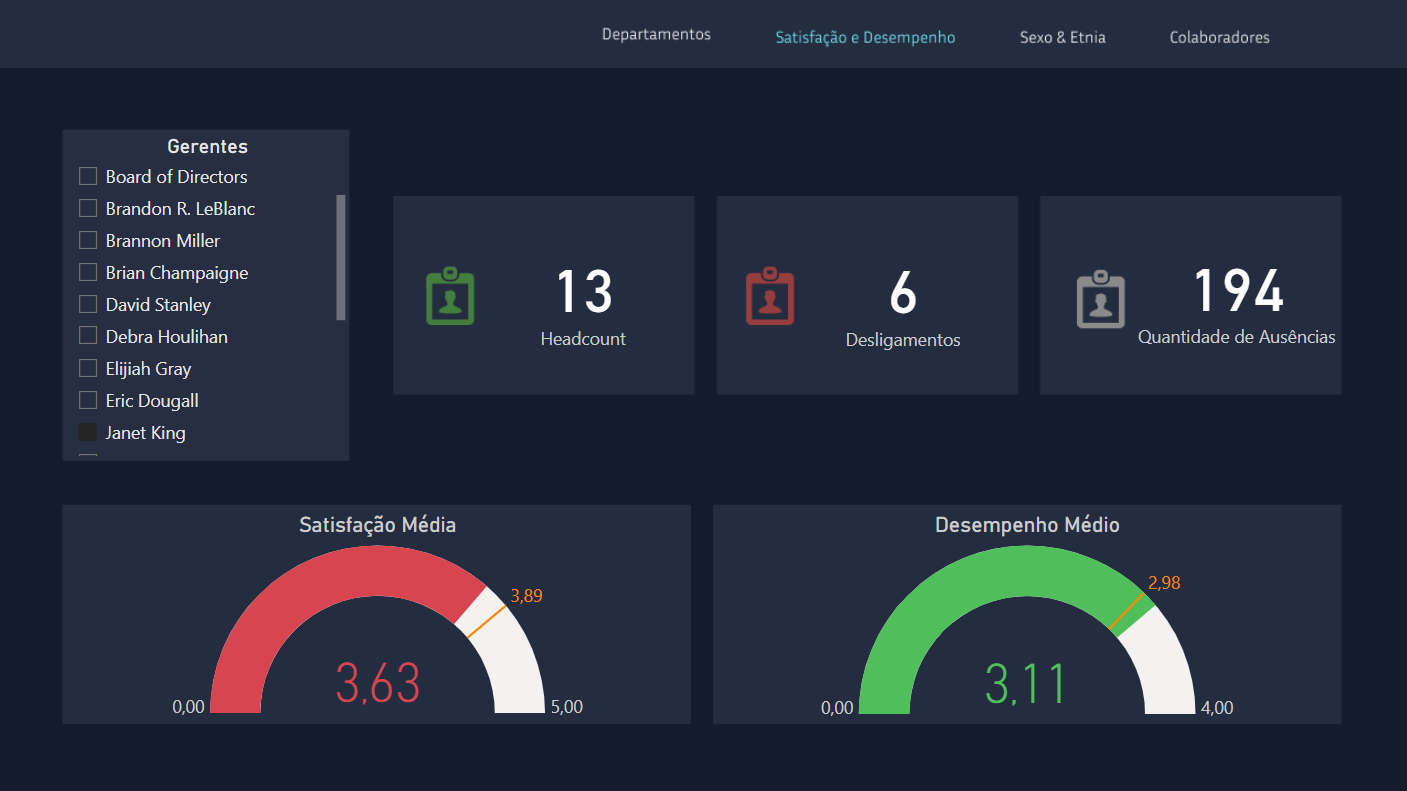 Departamentos
Satisfação e Desempenho
Sexo & Etnia
Colaboradores
Gerentes
Board of Directors
Brandon R. LeBlanc
Brannon Miller
Brian Champaigne
David Stanley
Debra Houlihan
Elijiah Gray
Eric Dougall
Janet King
13
Headcount
6
Desligamentos
194
Quantidade de Ausências
Satisfação Média
3,89
3,63
0,00
5,00
Desempenho Médio
2,98
3,11
0,00
4,00